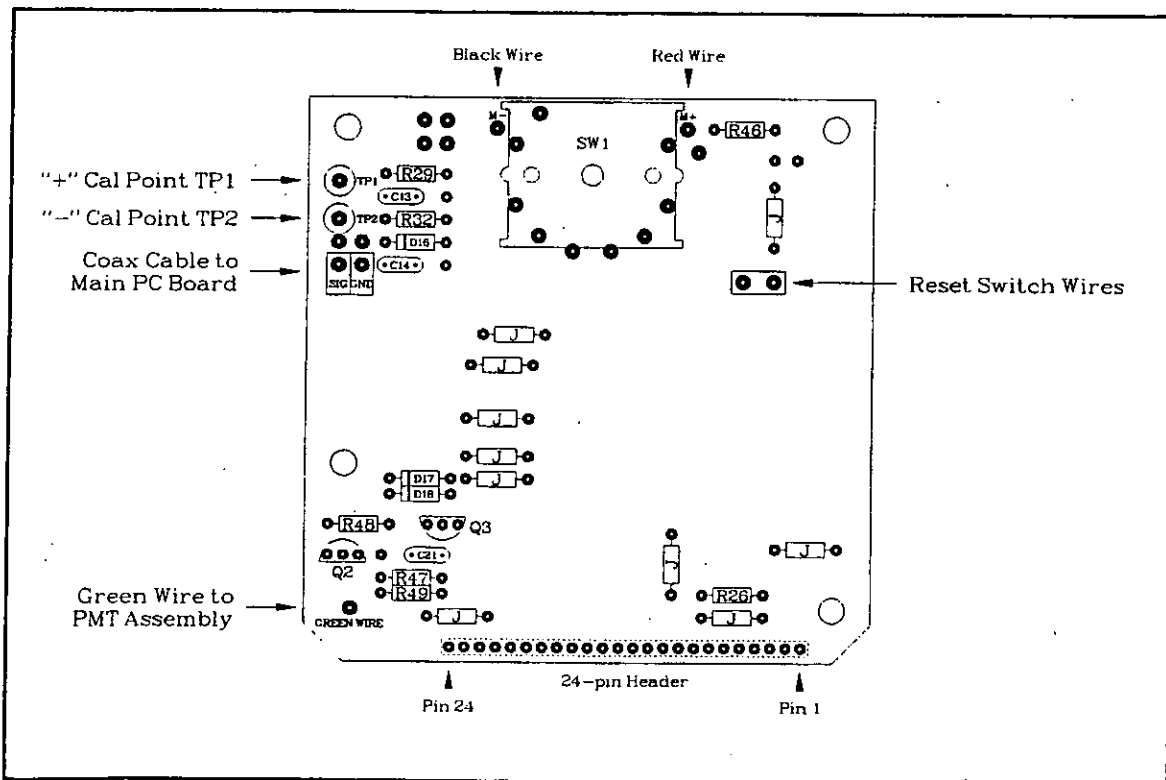 Black Wire
Red Wire
M-
M+
SW1
R46
"+" Cal Point TP1
TP1
R29
C13
"-" Cal Point TP2
TP2
R32
D16
J
Coax Cable to
Main PC Board
C14
SIG GND
Reset Switch Wires
J
J
J
J
D17
J
D18
R48
Q3
J
Q2
C21
J
R47
R49
R26
Green Wire to
PMT Assembly
J
J
GREEN WIRE
24-pin Header
Pin 24
Pin 1